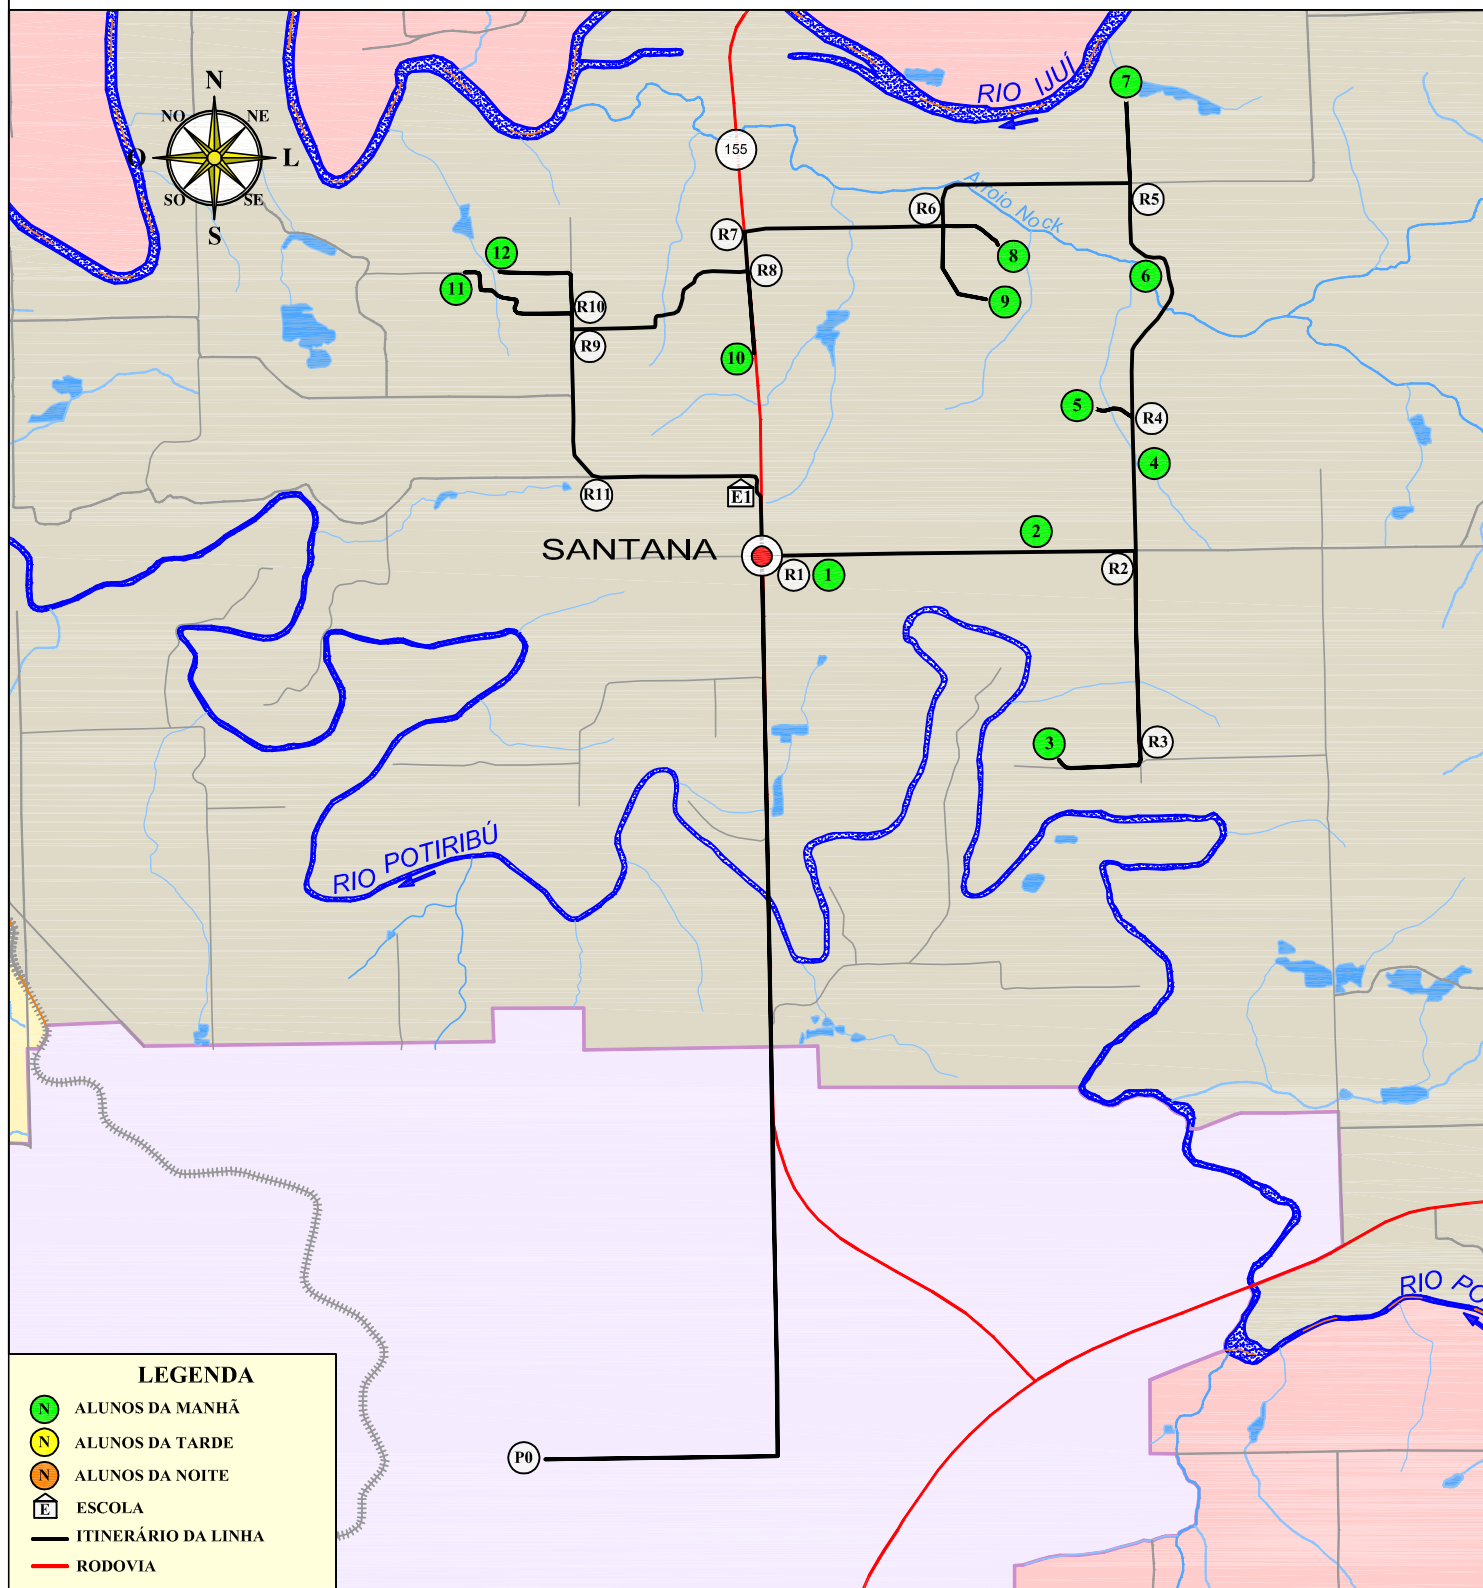 7
RIO IJUÍ
N
NO
NE
O
L
SO
SE
S
155
Arroio Nock
R5
R6
R7
12
8
R8
6
11
9
R10
R9
10
5
R4
4
R11
E1
2
SANTANA
R1
1
R2
3
R3
RIO POTIRIBÚ
RIO PO
P0
LEGENDA
N ALUNOS DA MANHÃ
N ALUNOS DA TARDE
N ALUNOS DA NOITE
E ESCOLA
ITINERÁRIO DA LINHA
RODOVIA